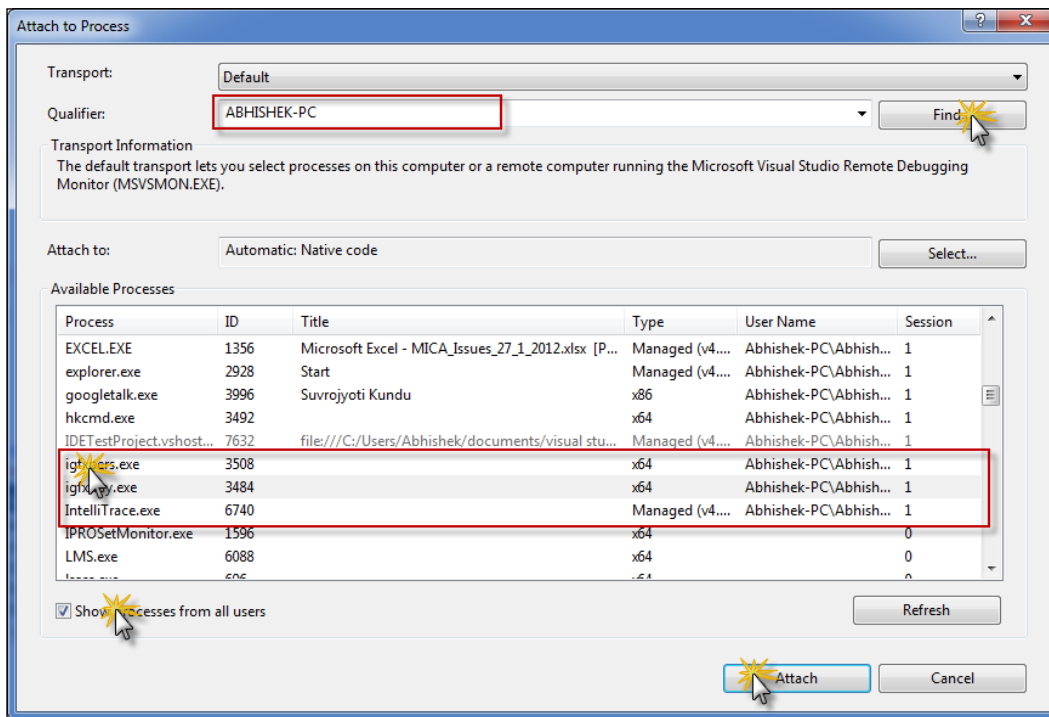 Attach to Process
Transport: Default
Qualifier: ABHISHEK-PC Find...
Transport Information
The default transport lets you select processes on this computer or a remote computer running the Microsoft Visual Studio Remote Debugging
Monitor (MSVSMON.EXE).
Attach to: Automatic: Native code Select...
Available Processes
Process ID Title Type User Name Session
EXCEL.EXE 1356 Microsoft Excel - MICA_Issues_27_1_2012.xlsx [P... Managed (v4.... Abhishek-PC\Abhish... 1
explorer.exe 2928 Start Managed (v4.... Abhishek-PC\Abhish... 1
googletalk.exe 3996 Suvrojyoti Kundu x86 Abhishek-PC\Abhish... 1
hkcmd.exe 3492 x64 Abhishek-PC\Abhish... 1
IDETestProject.vshost... 7632 file:///C:/Users/Abhishek/documents/visual stu... Managed (v4.... Abhishek-PC\Abhish... 1
3508 x64 Abhishek-PC\Abhish... 1
3484 x64 Abhishek-PC\Abhish... 1
IntelliTrace.exe 6740 Managed (v4.... Abhishek-PC\Abhish... 1
IPROSetMonitor.exe 1596 x64 0
LMS.exe 6088 x64 0
Show processes from all users Refresh
Attach Cancel